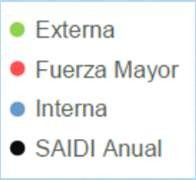 Externa
Fuerza Mayor
Interna
SAIDI Anual